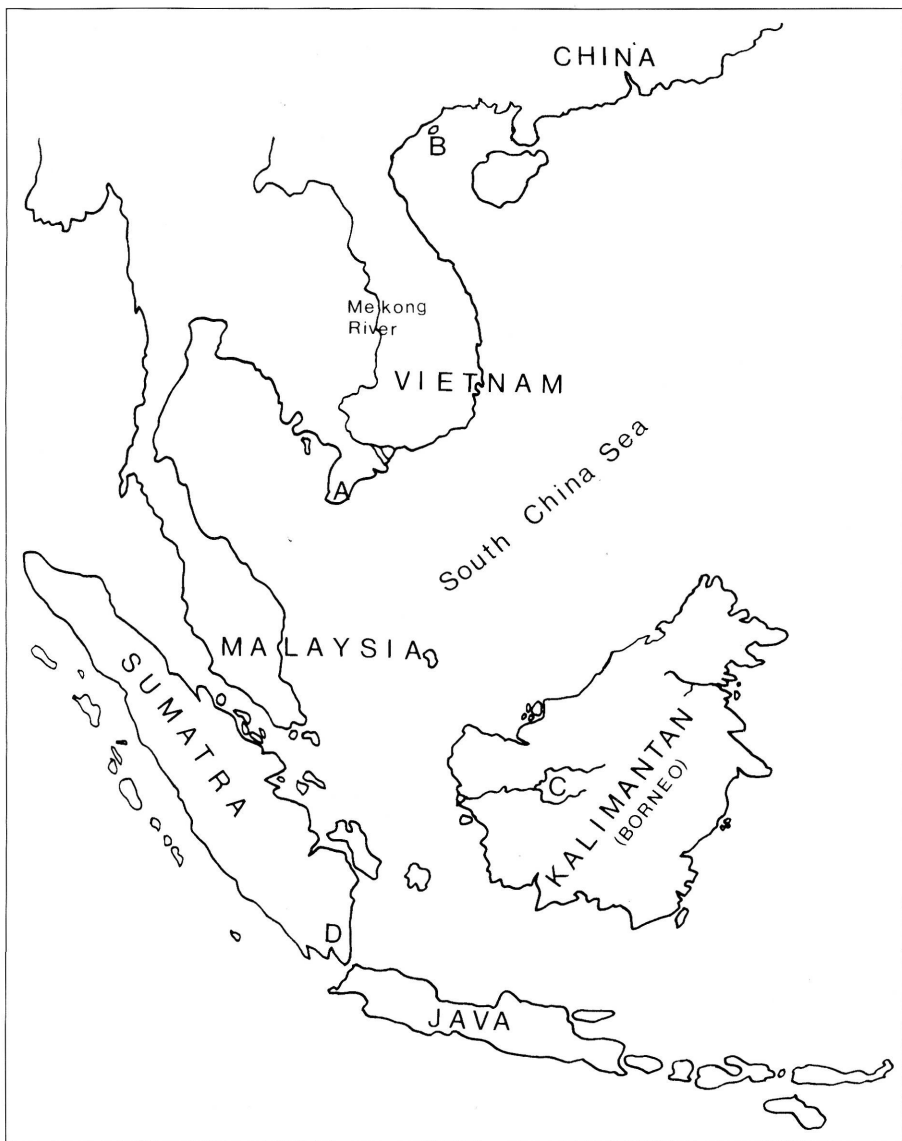 CHINA
B
Mekong
River
VIETNAM
A
South China Sea
MALAYSIA
SUMATRA
C
KALIMANTAN
(BORNEO)
D
JAVA